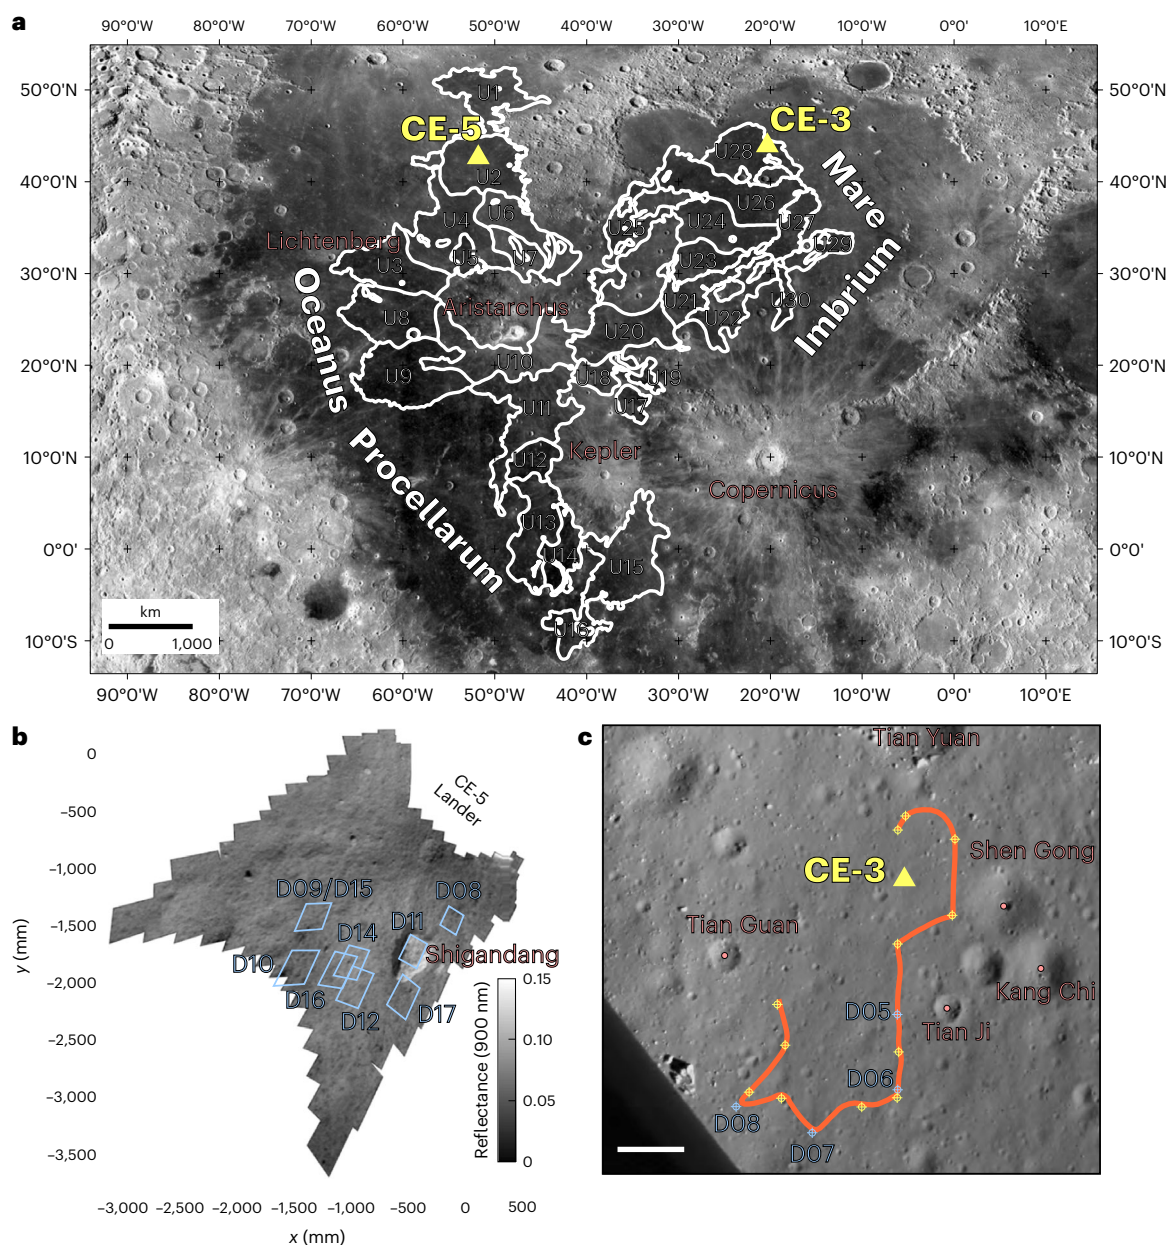 a
90°0'W 80°0'W 70°0'W 60°0'W 50°0'W 40°0'W 30°0'W 20°0'W 10°0'W 0°0' 10°0'E
50°0'N
40°0'N
30°0'N
20°0'N
10°0'N
0°0'
10°0'S
50°0'N
40°0'N
30°0'N
20°0'N
10°0'N
0°0'
10°0'S
U1
CE-5
CE-3
U28
U2
Mare
Imbrium
U26
U6
U4
U24
U27
U25
Lichtenberg
U29
U5
U7
U3
U23
Oceanus
Aristarchus
U21
U30
U8
U22
U20
U10
U9
U18
U19
U11
U17
Procellarum
Kepler
U12
Copernicus
U13
U14
U15
U16
km
0 1,000
90°0'W 80°0'W 70°0'W 60°0'W 50°0'W 40°0'W 30°0'W 20°0'W 10°0'W 0°0' 10°0'E
b
0
−500
−1,000
−1,500
−2,000
−2,500
−3,000
−3,500
y (mm)
CE-5
Lander
D09/D15
D08
D11
D14
Shigandang
D10
D16
D12
D17
0.15
0.10
0.05
0
Reflectance (900 nm)
−3,000 −2,500 −2,000 −1,500 −1,000 −500 0 500
x (mm)
c
Tian Yuan
Shen Gong
CE-3
Tian Guan
Kang Chi
D05
Tian Ji
D06
D08
D07